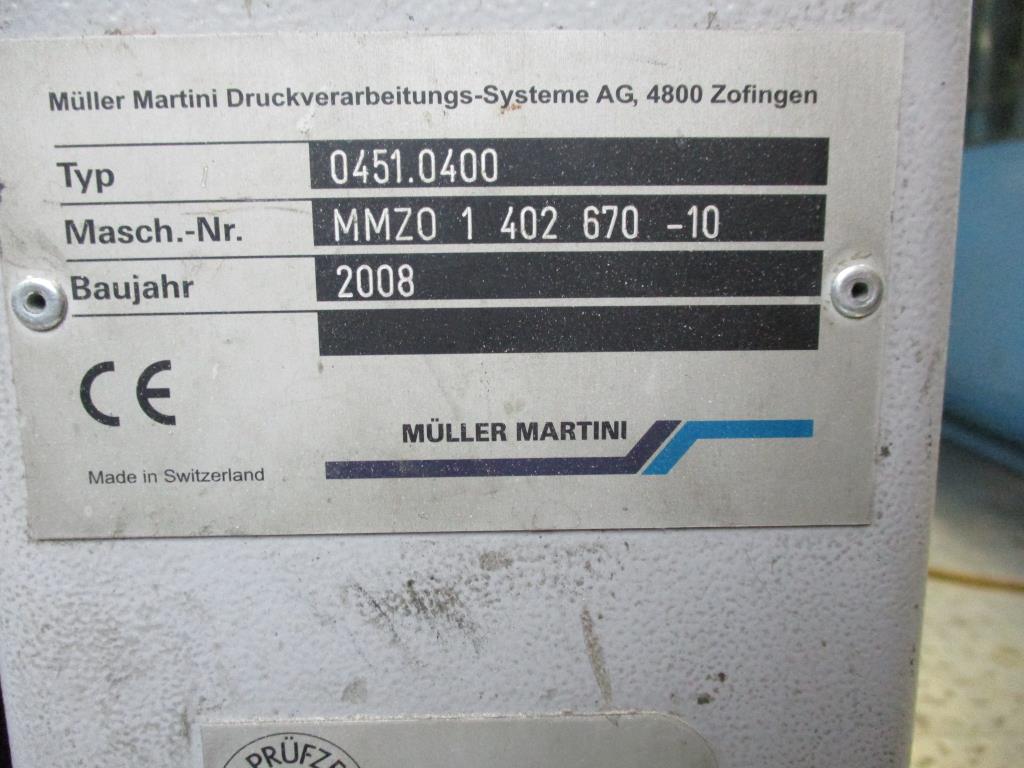 Müller Martini Druckverarbeitungs-Systeme AG, 4800 Zofingen
Typ 0451.0400
Masch.-Nr. MMZO 1 402 670 -10
Baujahr 2008
CE
MÜLLER MARTINI
Made in Switzerland